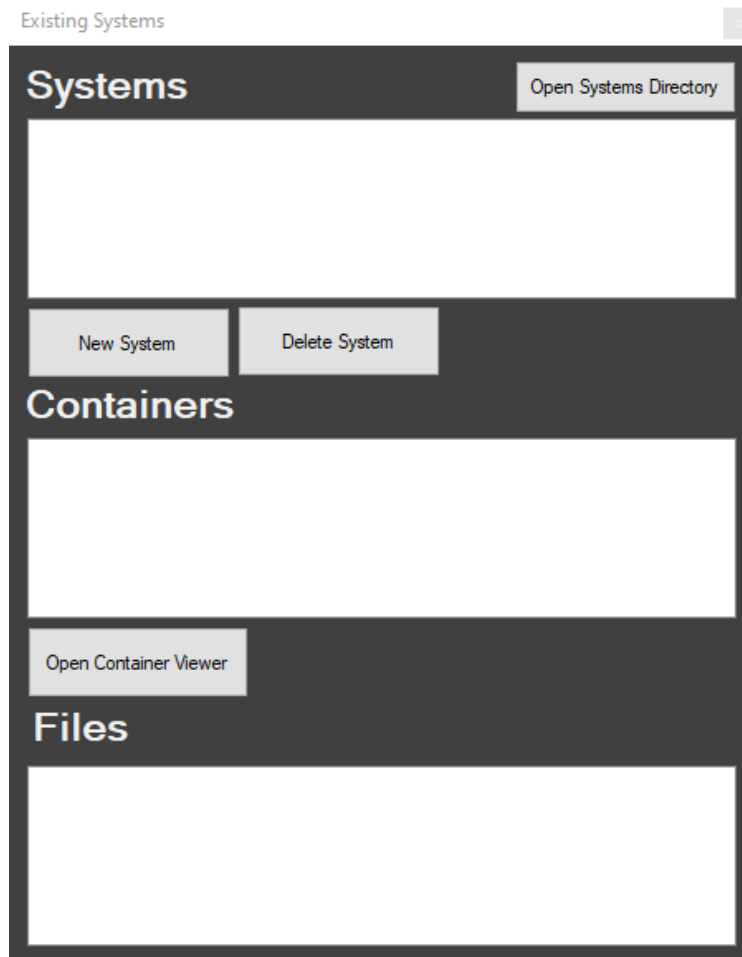 Existing Systems
Systems
Open Systems Directory
New System
Delete System
Containers
Open Container Viewer
Files